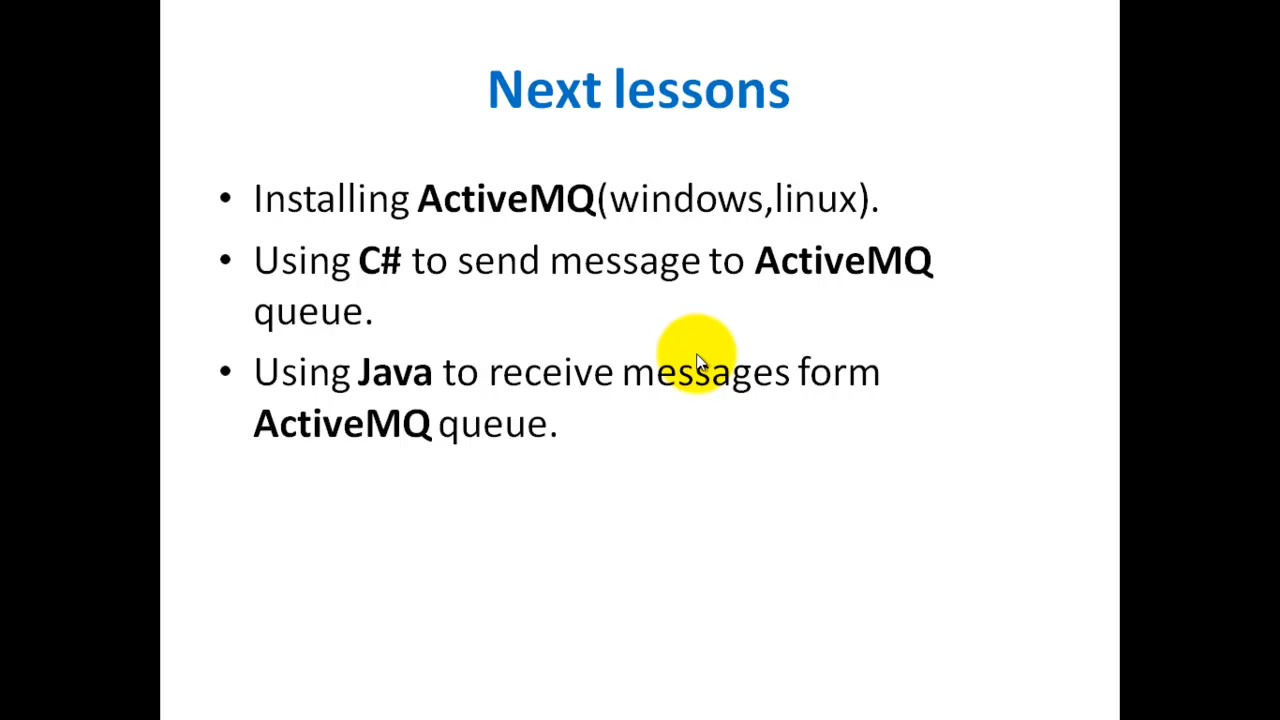 Next lessons
• Installing ActiveMQ(windows,linux).
• Using C# to send message to ActiveMQ
queue.
• Using Java to receive messages form
ActiveMQ queue.